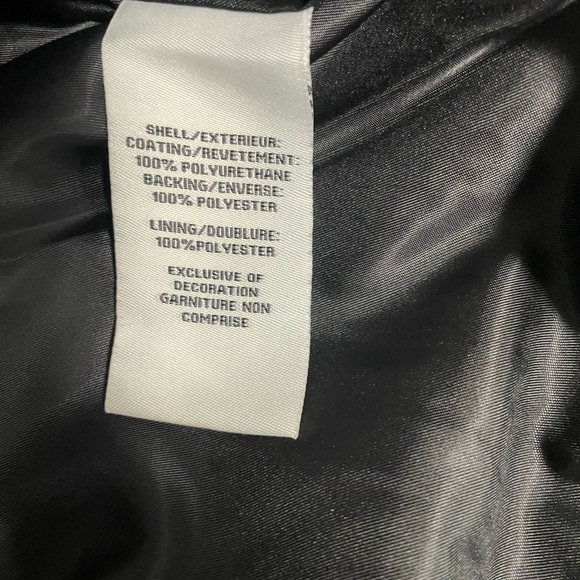 SHELL/EXTERIEUR:
COATING/REVETEMENT:
100% POLYURETHANE
BACKING/ENVERSE:
100% POLYESTER
LINING/DOUBLURE:
100%POLYESTER
EXCLUSIVE OF
DECORATION
GARNITURE NON
COMPRISE